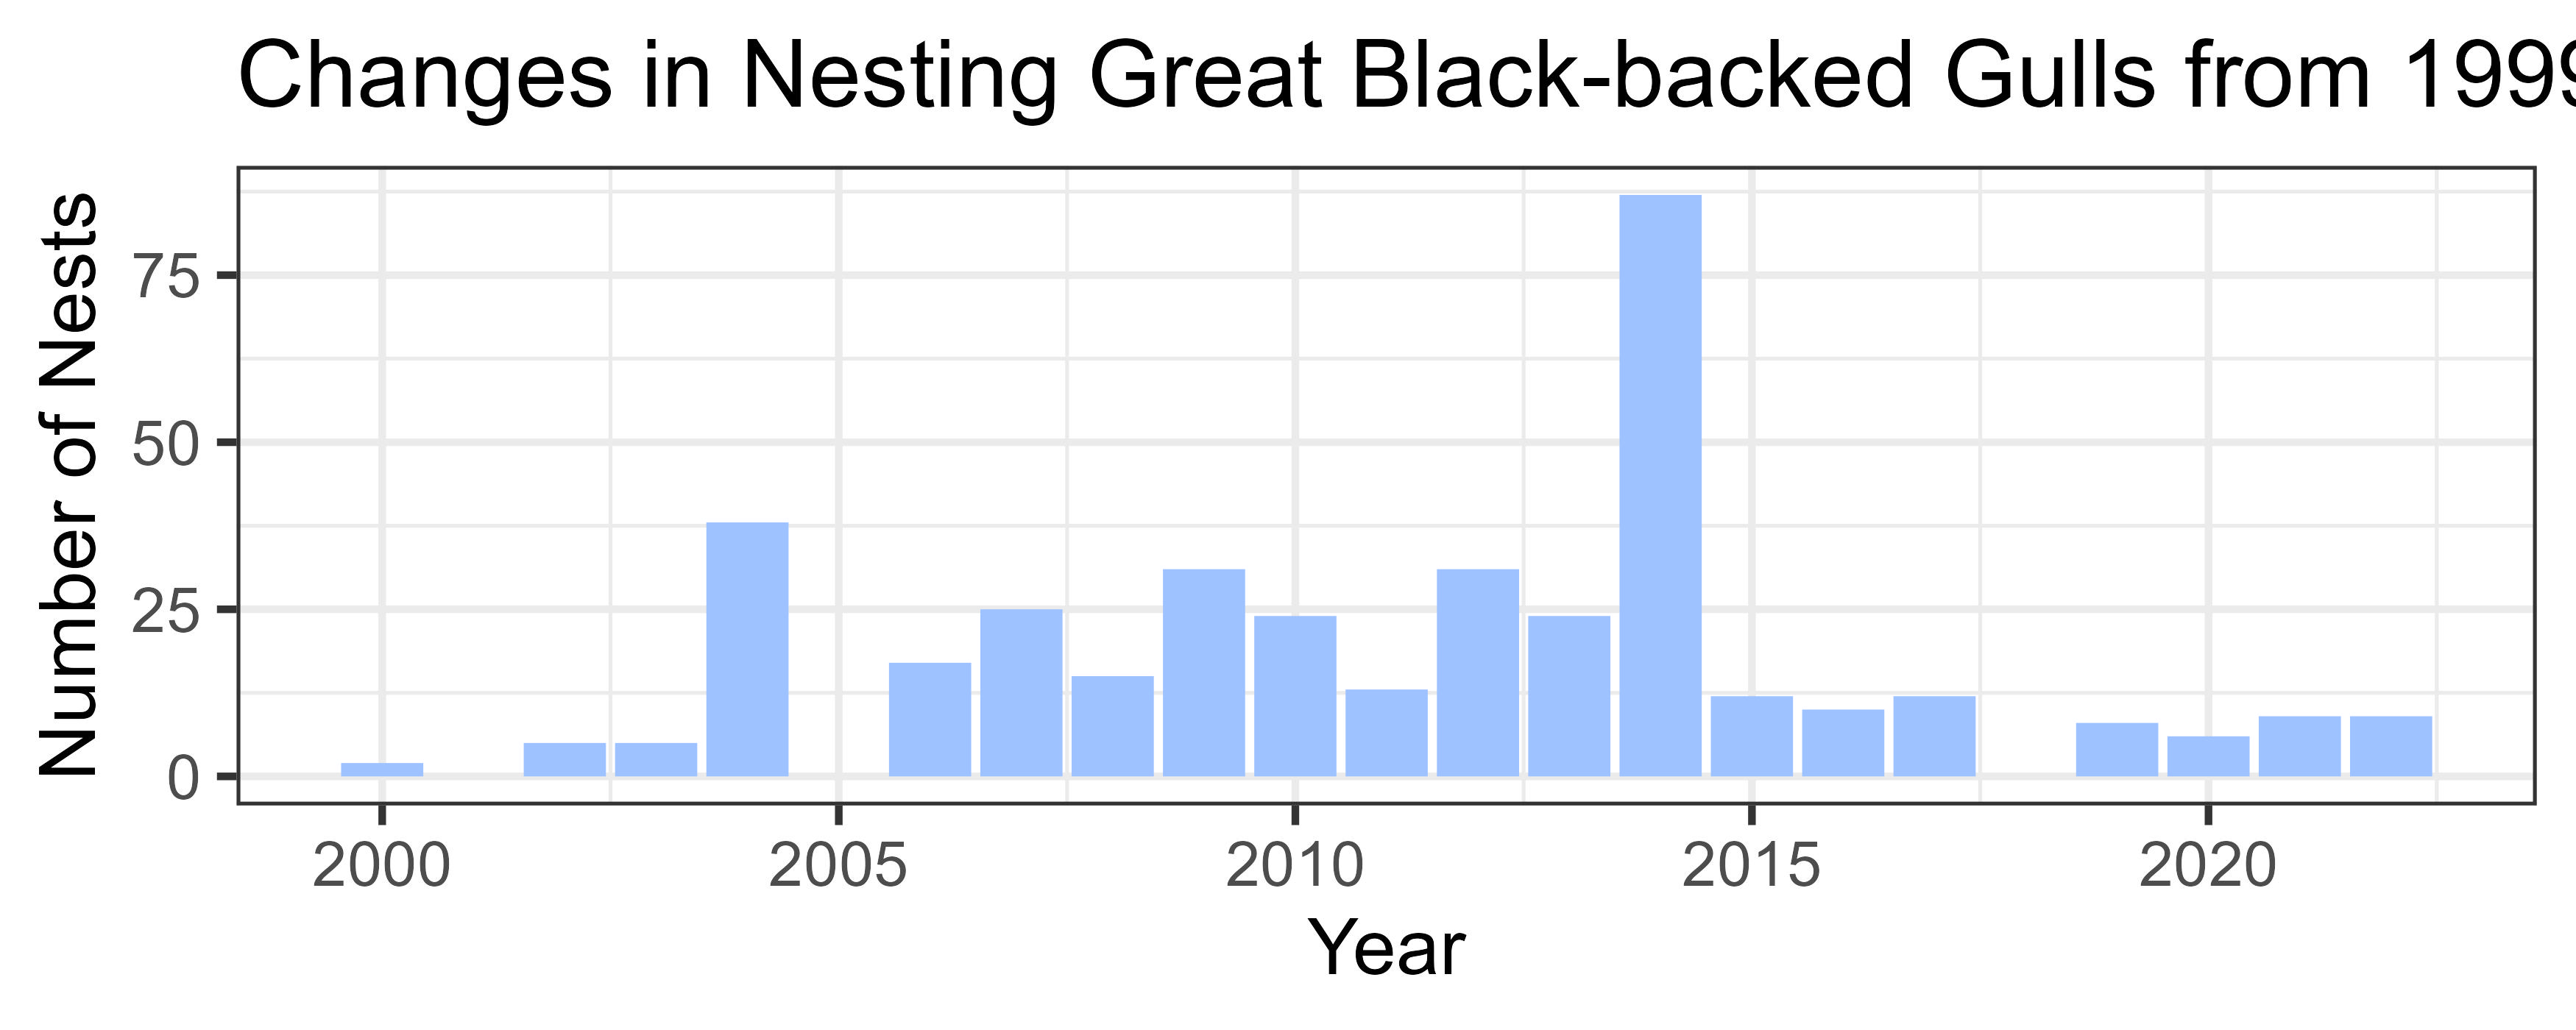 Changes in Nesting Great Black-backed Gulls from 1999
Number of Nests
75
50
25
0
2000 2005 2010 2015 2020
Year